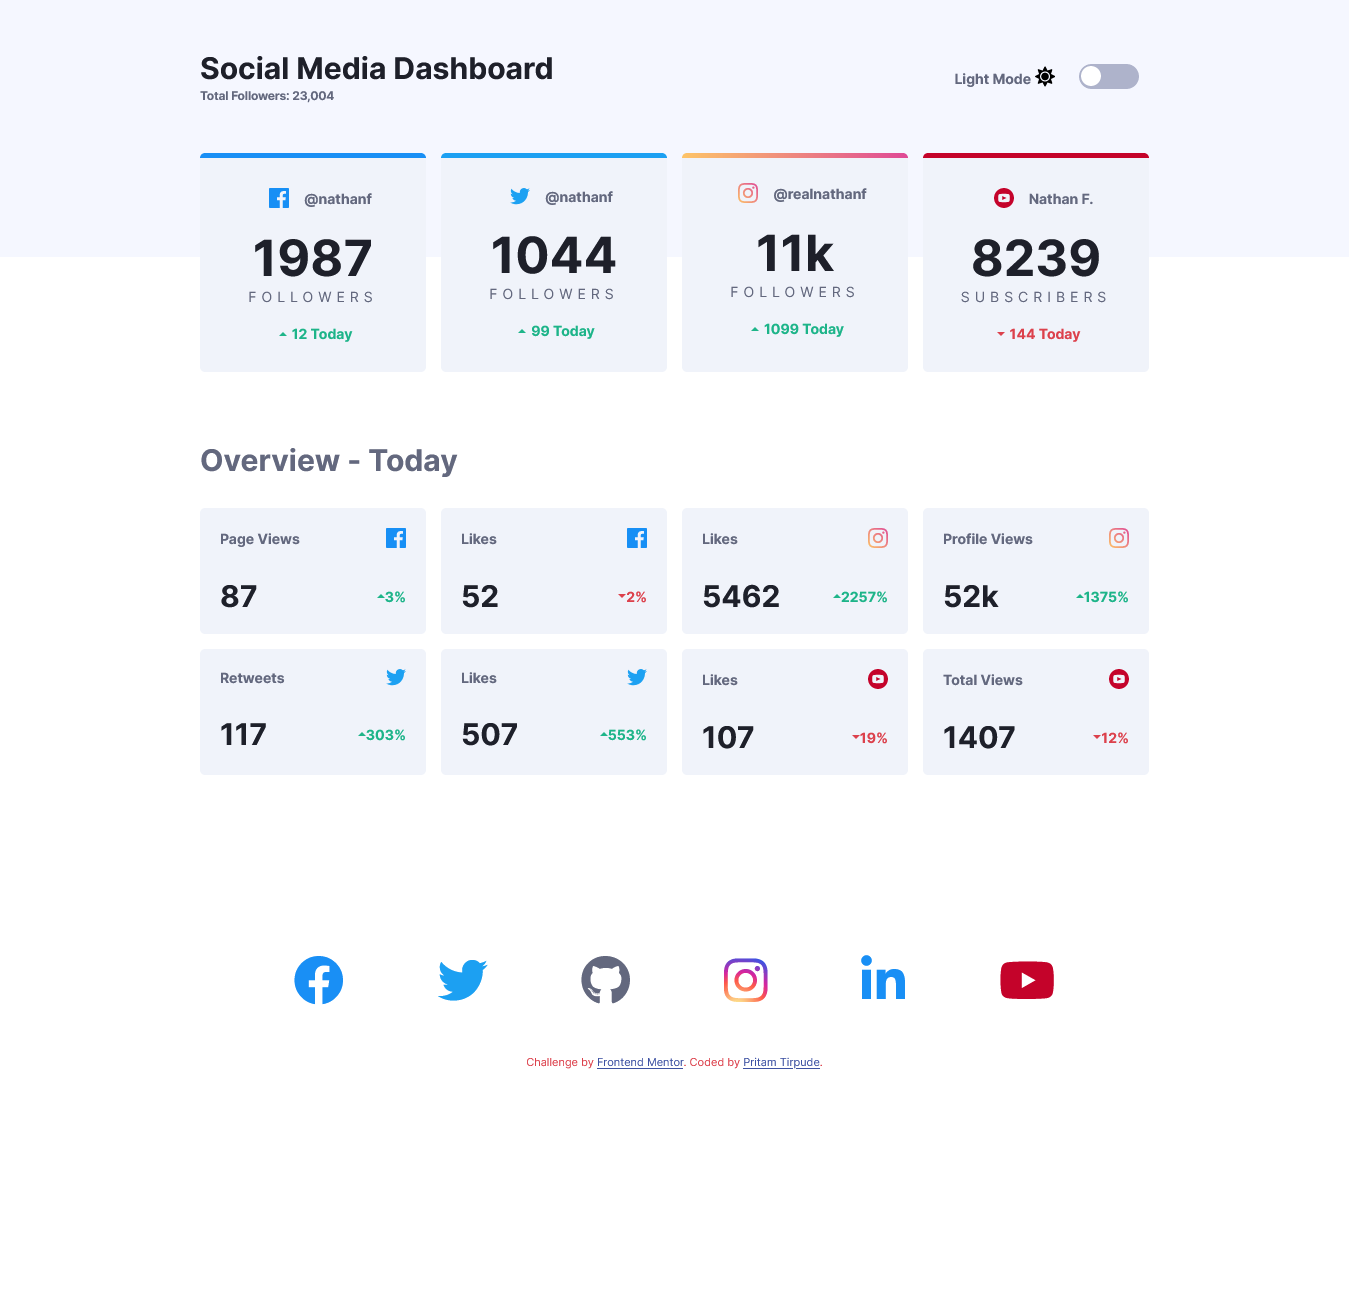 Social Media Dashboard
Total Followers: 23,004
Light Mode
@nathanf
1987
FOLLOWERS
12 Today
@nathanf
1044
FOLLOWERS
99 Today
@realnathanf
11k
FOLLOWERS
1099 Today
Nathan F.
8239
SUBSCRIBERS
144 Today
Overview - Today
Page Views
87
3%
Likes
52
2%
Likes
5462
2257%
Profile Views
52k
1375%
Retweets
117
303%
Likes
507
553%
Likes
107
19%
Total Views
1407
12%
Challenge by Frontend Mentor. Coded by Pritam Tirpude.